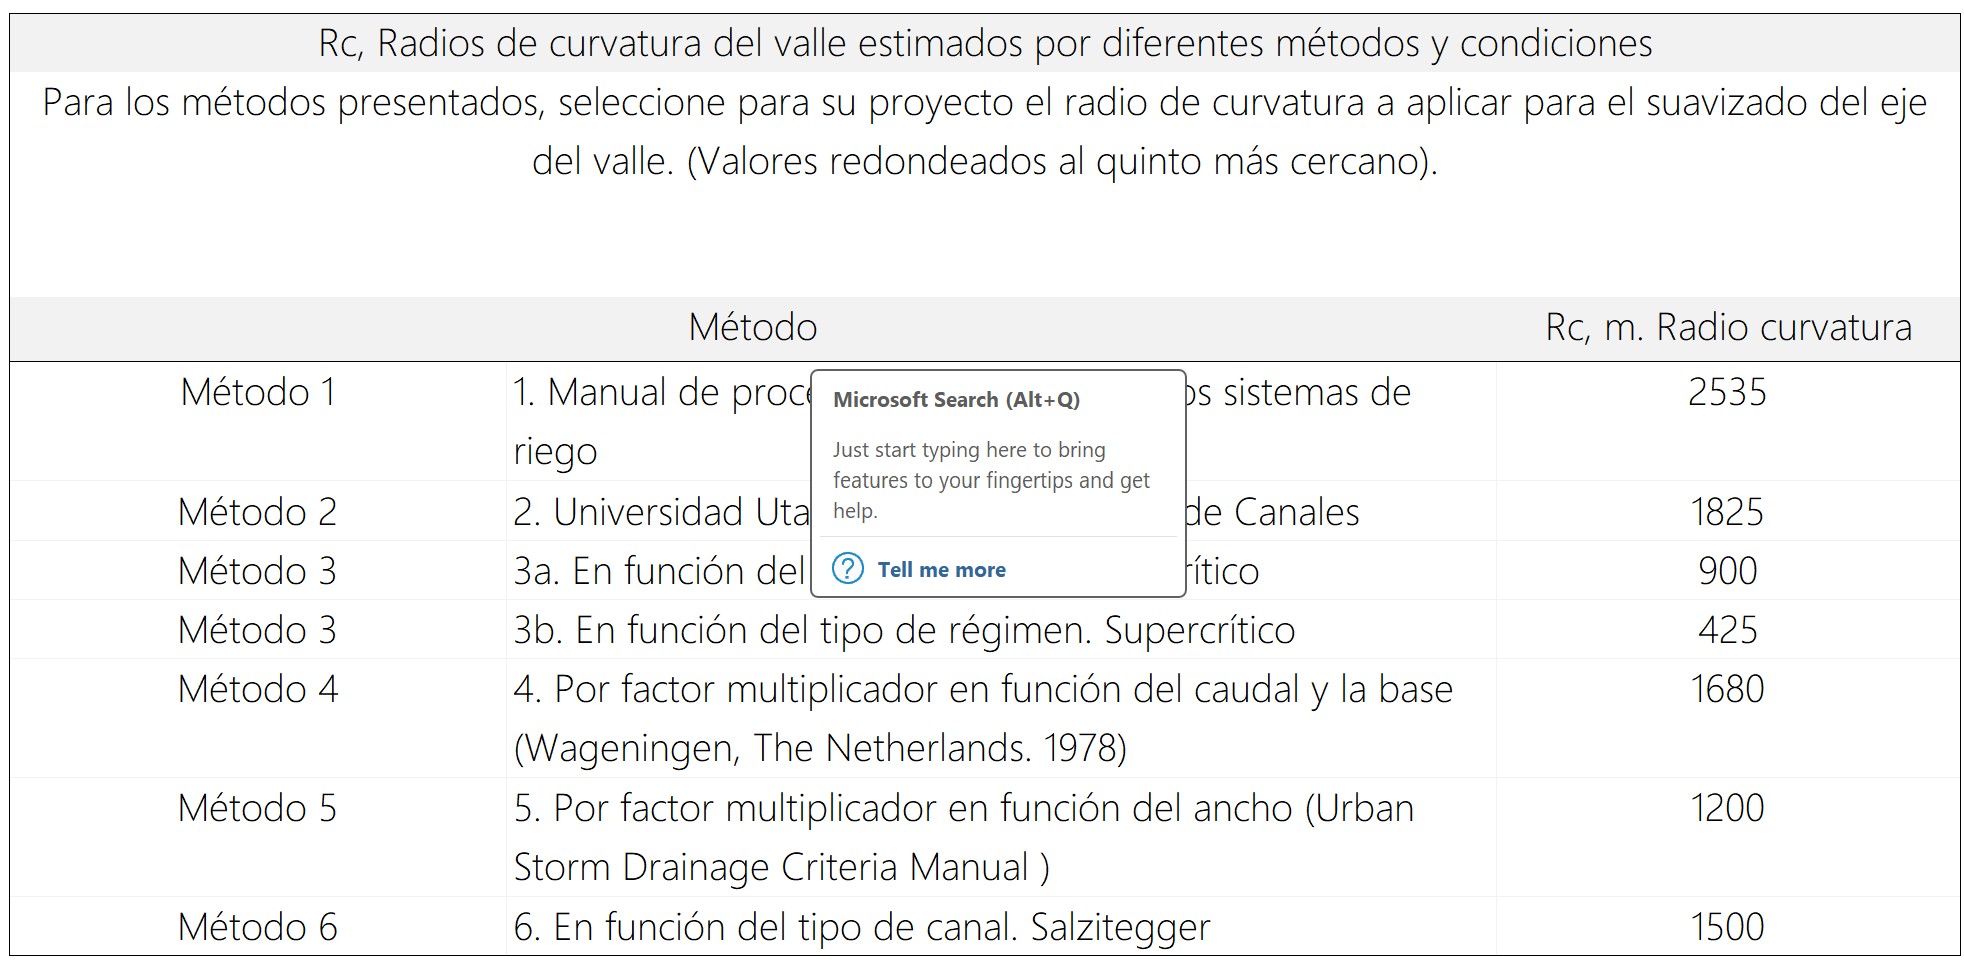 Rc, Radios de curvatura del valle estimados por diferentes métodos y condiciones
Para los métodos presentados, seleccione para su proyecto el radio de curvatura a aplicar para el suavizado del eje
del valle. (Valores redondeados al quinto más cercano).
Método Rc, m. Radio curvatura
Método 1 1. Manual de sistemas de 2535
riego
Método 2 2. Universidad de Canales 1825
Método 3 3a. En función del 900
Método 3 3b. En función del tipo de régimen. Supercrítico 425
Método 4 4. Por factor multiplicador en función del caudal y la base 1680
(Wageningen, The Netherlands. 1978)
Método 5 5. Por factor multiplicador en función del ancho (Urban 1200
Storm Drainage Criteria Manual )
Método 6 6. En función del tipo de canal. Salzitegger 1500
Microsoft Search (Alt+Q)
Just start typing here to bring
features to your fingertips and get
help.
Tell me more